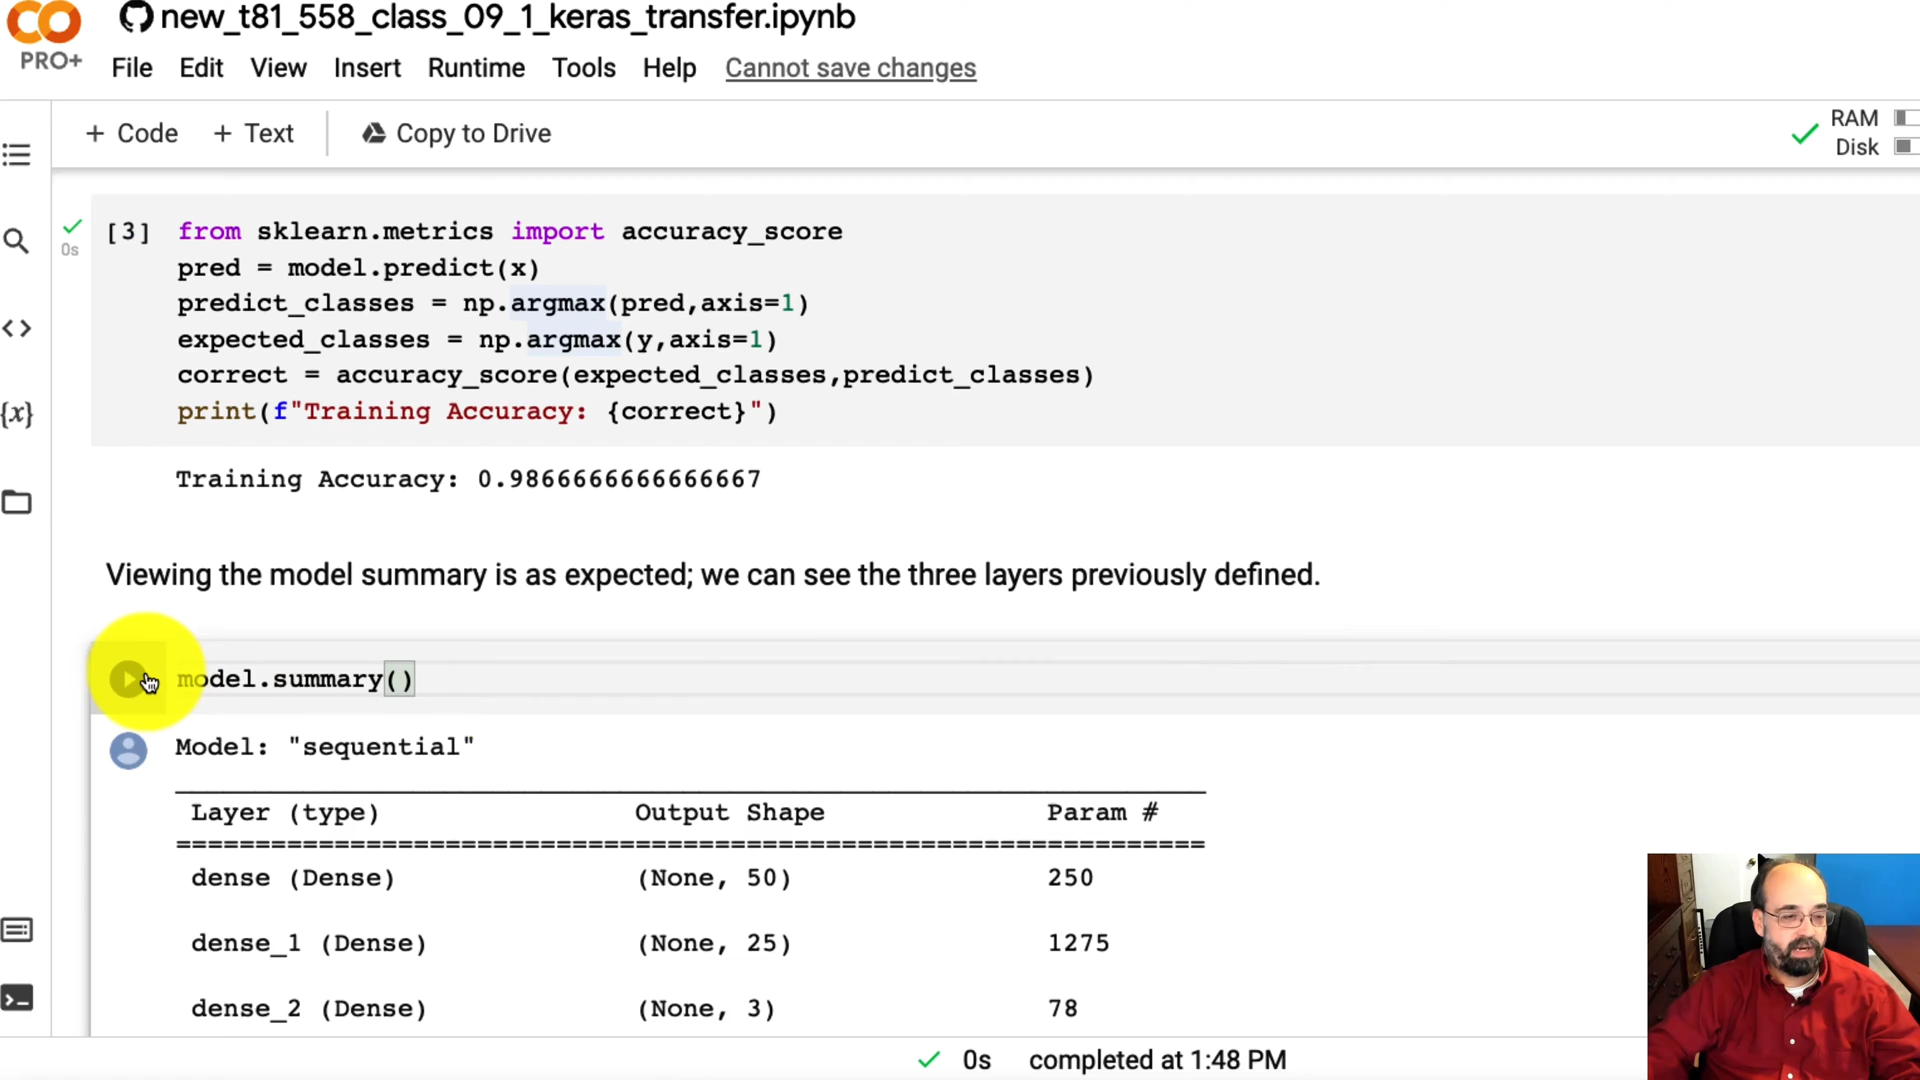 new_t81_558_class_09_1_keras_transfer.ipynb
PRO+
File Edit View Insert Runtime Tools Help Cannot save changes
+ Code + Text Copy to Drive
RAM
Disk
[3] from sklearn.metrics import accuracy_score
0s
pred = model.predict(x)
predict_classes = np.argmax(pred,axis=1)
expected_classes = np.argmax(y,axis=1)
correct = accuracy_score(expected_classes,predict_classes)
print(f"Training Accuracy: {correct}")
Training Accuracy: 0.9866666666666667
Viewing the model summary is as expected; we can see the three layers previously defined.
model.summary()
Model: "sequential"
Layer (type) Output Shape Param #
=================================================================
dense (Dense) (None, 50) 250
dense_1 (Dense) (None, 25) 1275
dense_2 (Dense) (None, 3) 78
0s completed at 1:48 PM